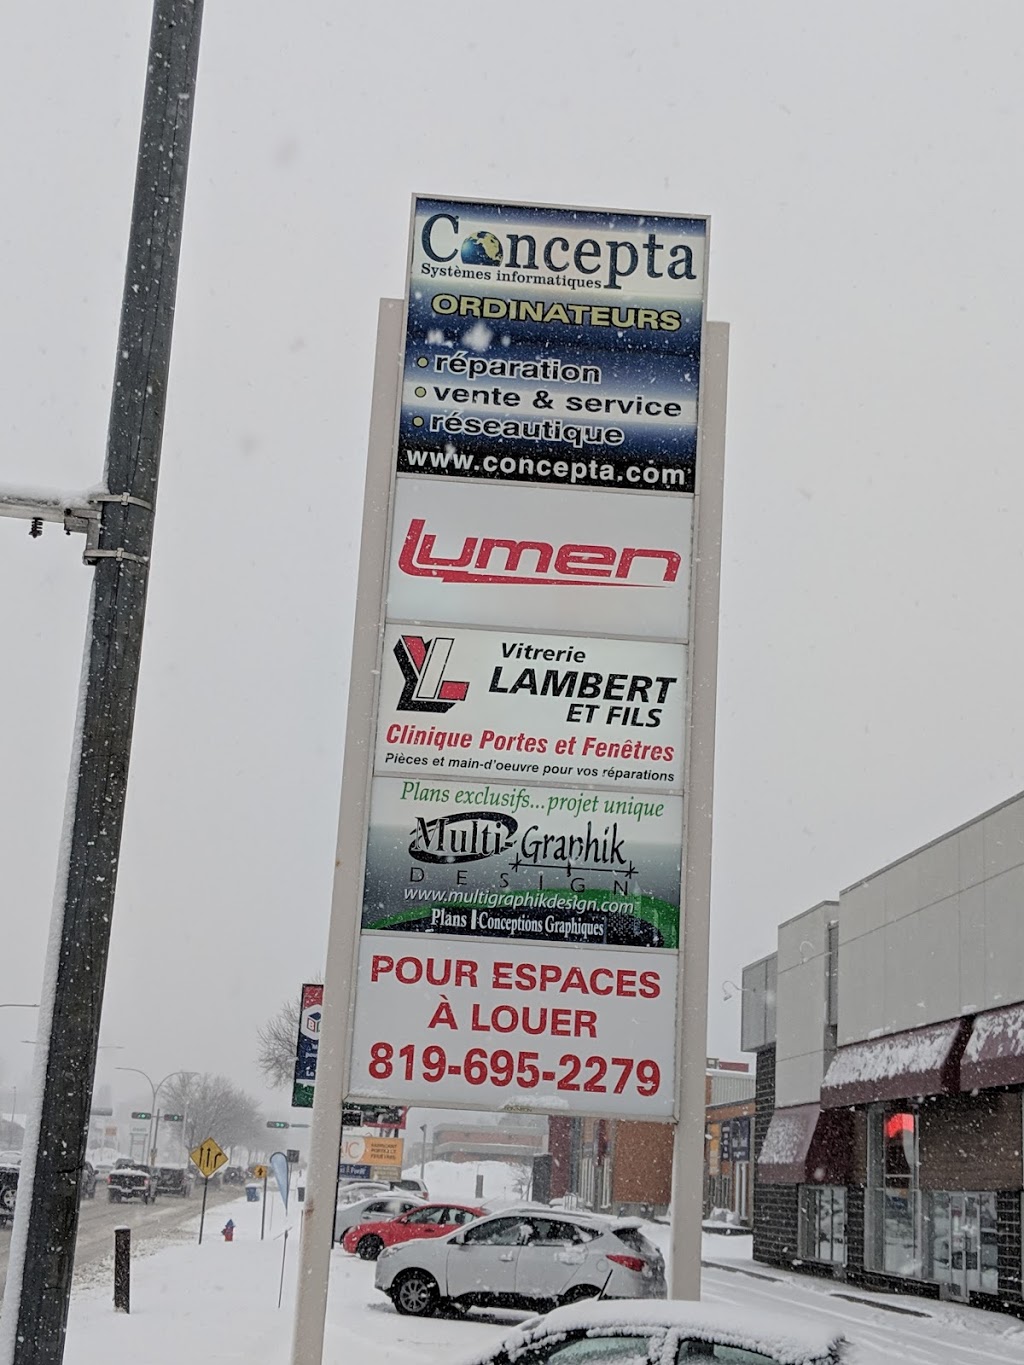 Concepta
Systèmes informatiques
ORDINATEURS
• réparation
• vente & service
• réseautique
www.concepta.com
Lumen
VL
Vitrerie
LAMBERT
ET FILS
Clinique Portes et Fenêtres
Pièces et main-d'oeuvre pour vos réparations
Plans exclusifs...projet unique
Multi-Graphik
DESIGN
www.multigraphikdesign.com
Plans Conceptions Graphiques
POUR ESPACES
À LOUER
819-695-2279